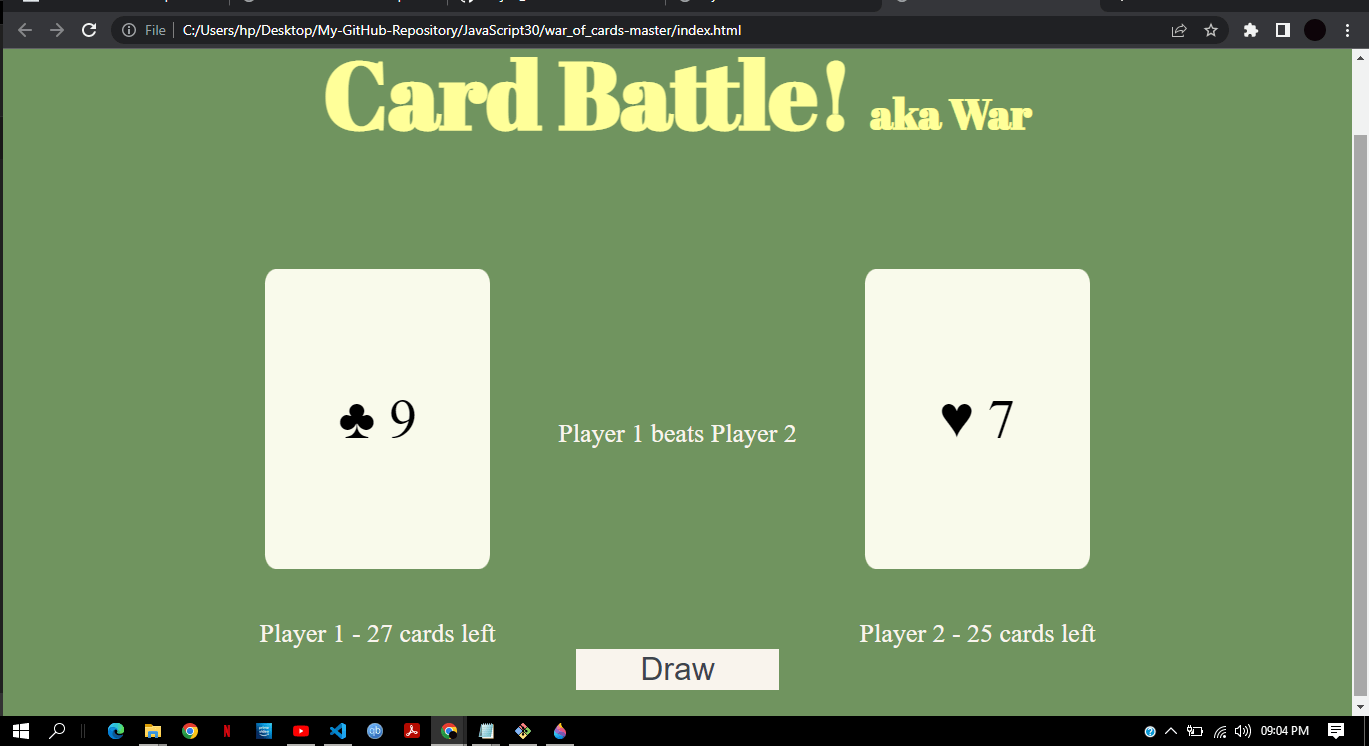 File C:/Users/hp/Desktop/My-GitHub-Repository/JavaScript30/war_of_cards-master/index.html
Card Battle! aka War
♣ 9
Player 1 beats Player 2
♥ 7
Player 1 - 27 cards left
Player 2 - 25 cards left
Draw
09:04 PM